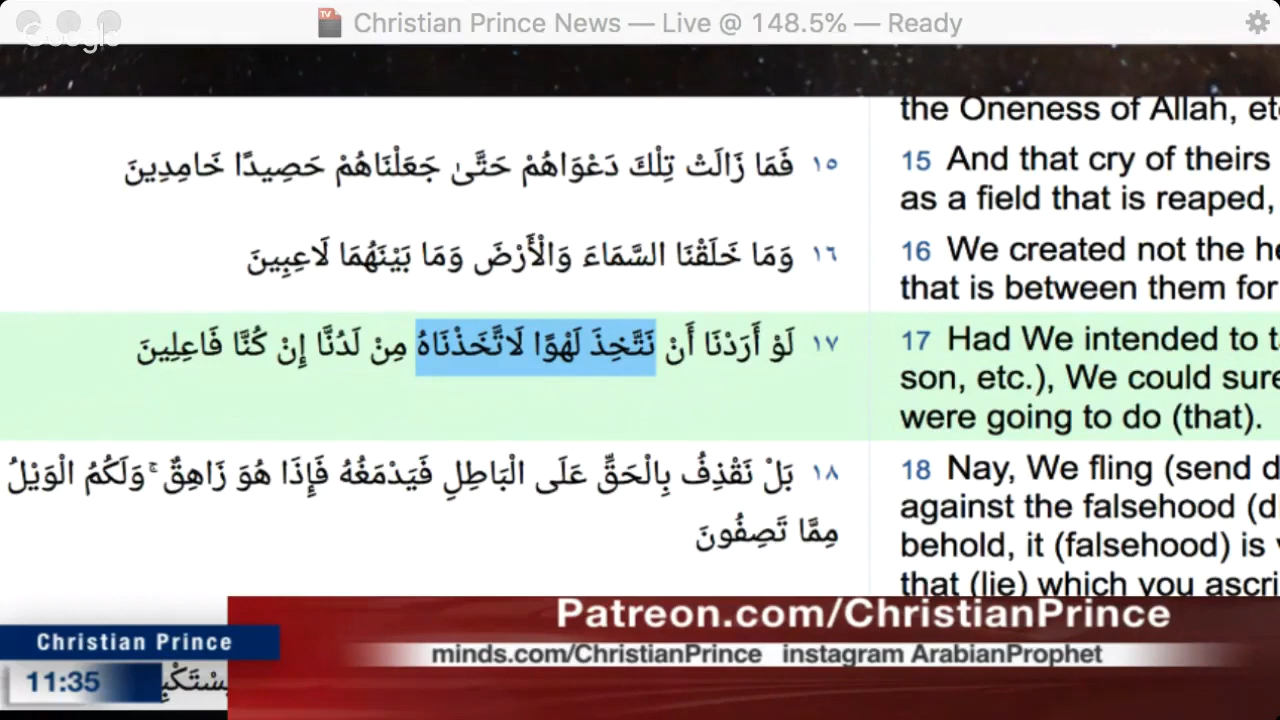 Christian Prince News — Live @ 148.5% — Ready
TV
Google
the Oneness of Allah, etc
١٥ فَمَا زَالَتْ تِلْكَ دَعْوَاهُمْ حَتَّىٰ جَعَلْنَاهُمْ حَصِيدًا خَامِدِينَ
15 And that cry of theirs
as a field that is reaped,
١٦ وَمَا خَلَقْنَا السَّمَاءَ وَالْأَرْضَ وَمَا بَيْنَهُمَا لَاعِبِينَ
16 We created not the he
that is between them for
١٧ لَوْ أَرَدْنَا أَنْ نَتَّخِذَ لَهْوًا لَاتَّخَذْنَاهُ مِنْ لَدُنَّا إِنْ كُنَّا فَاعِلِينَ
17 Had We intended to t
son, etc.), We could sure
were going to do (that).
١٨ بَلْ نَقْذِفُ بِالْحَقِّ عَلَى الْبَاطِلِ فَيَدْمَغُهُ فَإِذَا هُوَ زَاهِقٌ ۚ وَلَكُمُ الْوَيْلُ
مِمَّا تَصِفُونَ
18 Nay, We fling (send d
against the falsehood (d
behold, it (falsehood) is v
that (lie) which you ascri
Patreon.com/ChristianPrince
Christian Prince
minds.com/ChristianPrince instagram ArabianProphet
11:35